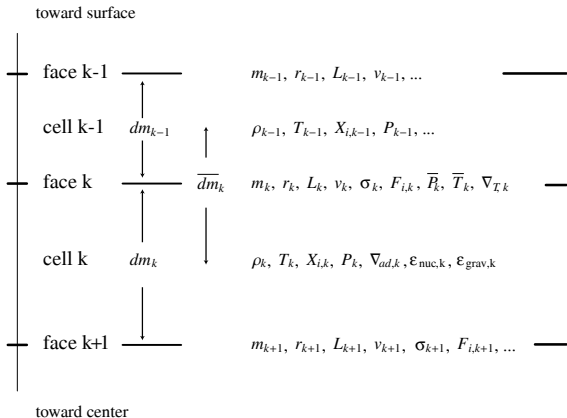 toward surface
face k-1 m_{k−1}, r_{k−1}, L_{k−1}, v_{k−1}, ...
cell k-1 dm_{k−1} ρ_{k−1}, T_{k−1}, X_{i,k−1}, P_{k−1}, ...
face k \overline{dm}_k m_k, r_k, L_k, v_k, σ_k, F_{i,k}, \overline{P}_k, \overline{T}_k, ∇_{T,k}
cell k dm_k ρ_k, T_k, X_{i,k}, P_k, ∇_{ad,k}, ε_{nuc,k}, ε_{grav,k}
face k+1 m_{k+1}, r_{k+1}, L_{k+1}, v_{k+1}, σ_{k+1}, F_{i,k+1}, ...
toward center